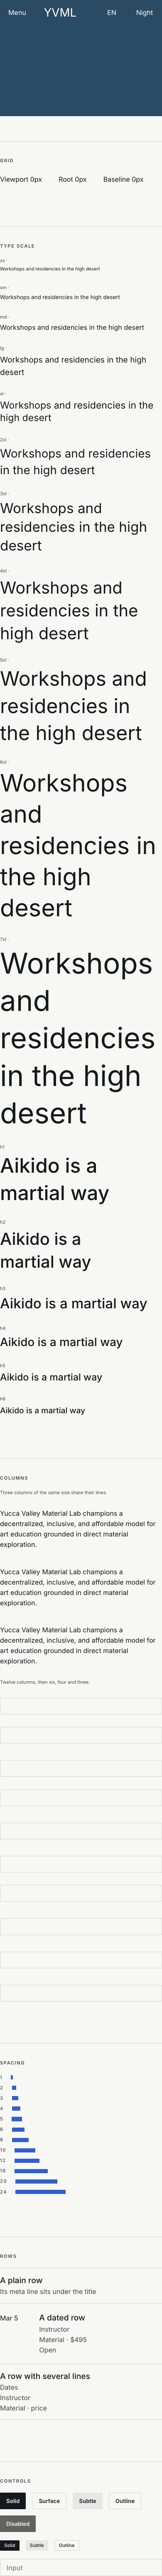 Menu YVML EN Night
GRID
Viewport 0px Root 0px Baseline 0px
TYPE SCALE
xs ·
Workshops and residencies in the high desert
sm ·
Workshops and residencies in the high desert
md ·
Workshops and residencies in the high desert
lg ·
Workshops and residencies in the high
desert
xl ·
Workshops and residencies in the
high desert
2xl ·
Workshops and residencies
in the high desert
3xl ·
Workshops and
residencies in the high
desert
4xl ·
Workshops and
residencies in the
high desert
5xl ·
Workshops and
residencies in
the high desert
6xl ·
Workshops
and
residencies in
the high
desert
7xl ·
Workshops
and
residencies
in the high
desert
h1
Aikido is a
martial way
h2
Aikido is a
martial way
h3
Aikido is a martial way
h4
Aikido is a martial way
h5
Aikido is a martial way
h6
Aikido is a martial way
COLUMNS
Three columns of the same size share their lines.
Yucca Valley Material Lab champions a
decentralized, inclusive, and affordable model for
art education grounded in direct material
exploration.
Yucca Valley Material Lab champions a
decentralized, inclusive, and affordable model for
art education grounded in direct material
exploration.
Yucca Valley Material Lab champions a
decentralized, inclusive, and affordable model for
art education grounded in direct material
exploration.
Twelve columns, then six, four and three.
SPACING
1
2
3
4
5
6
8
10
12
16
20
24
ROWS
A plain row
Its meta line sits under the title
Mar 5 A dated row
Instructor
Material · $495
Open
A row with several lines
Dates
Instructor
Material · price
CONTROLS
Solid Surface Subtle Outline
Disabled
Solid Subtle Outline
Input